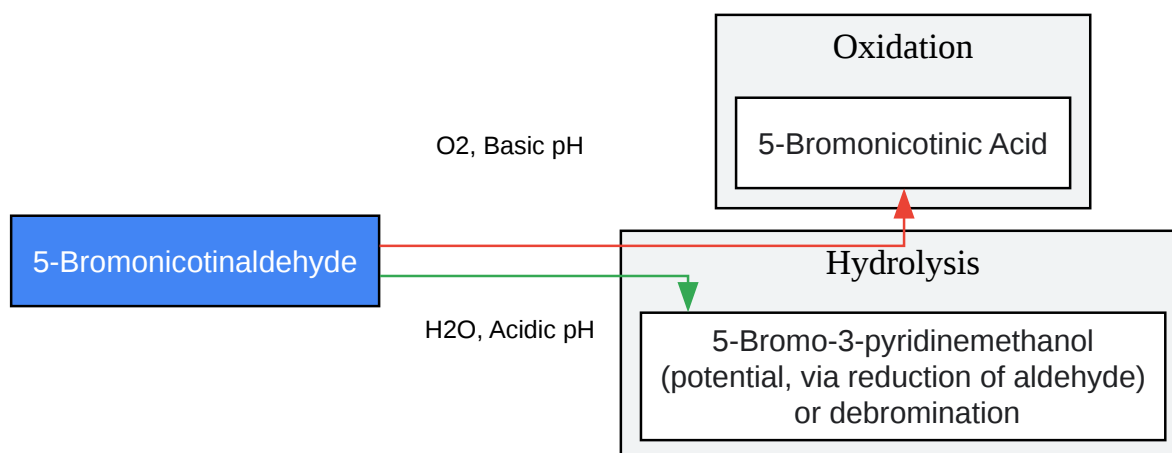 Oxidation
5-Bromonicotinic Acid
O2, Basic pH
5-Bromonicotinaldehyde
Hydrolysis
H2O, Acidic pH
5-Bromo-3-pyridinemethanol
(potential, via reduction of aldehyde)
or debromination